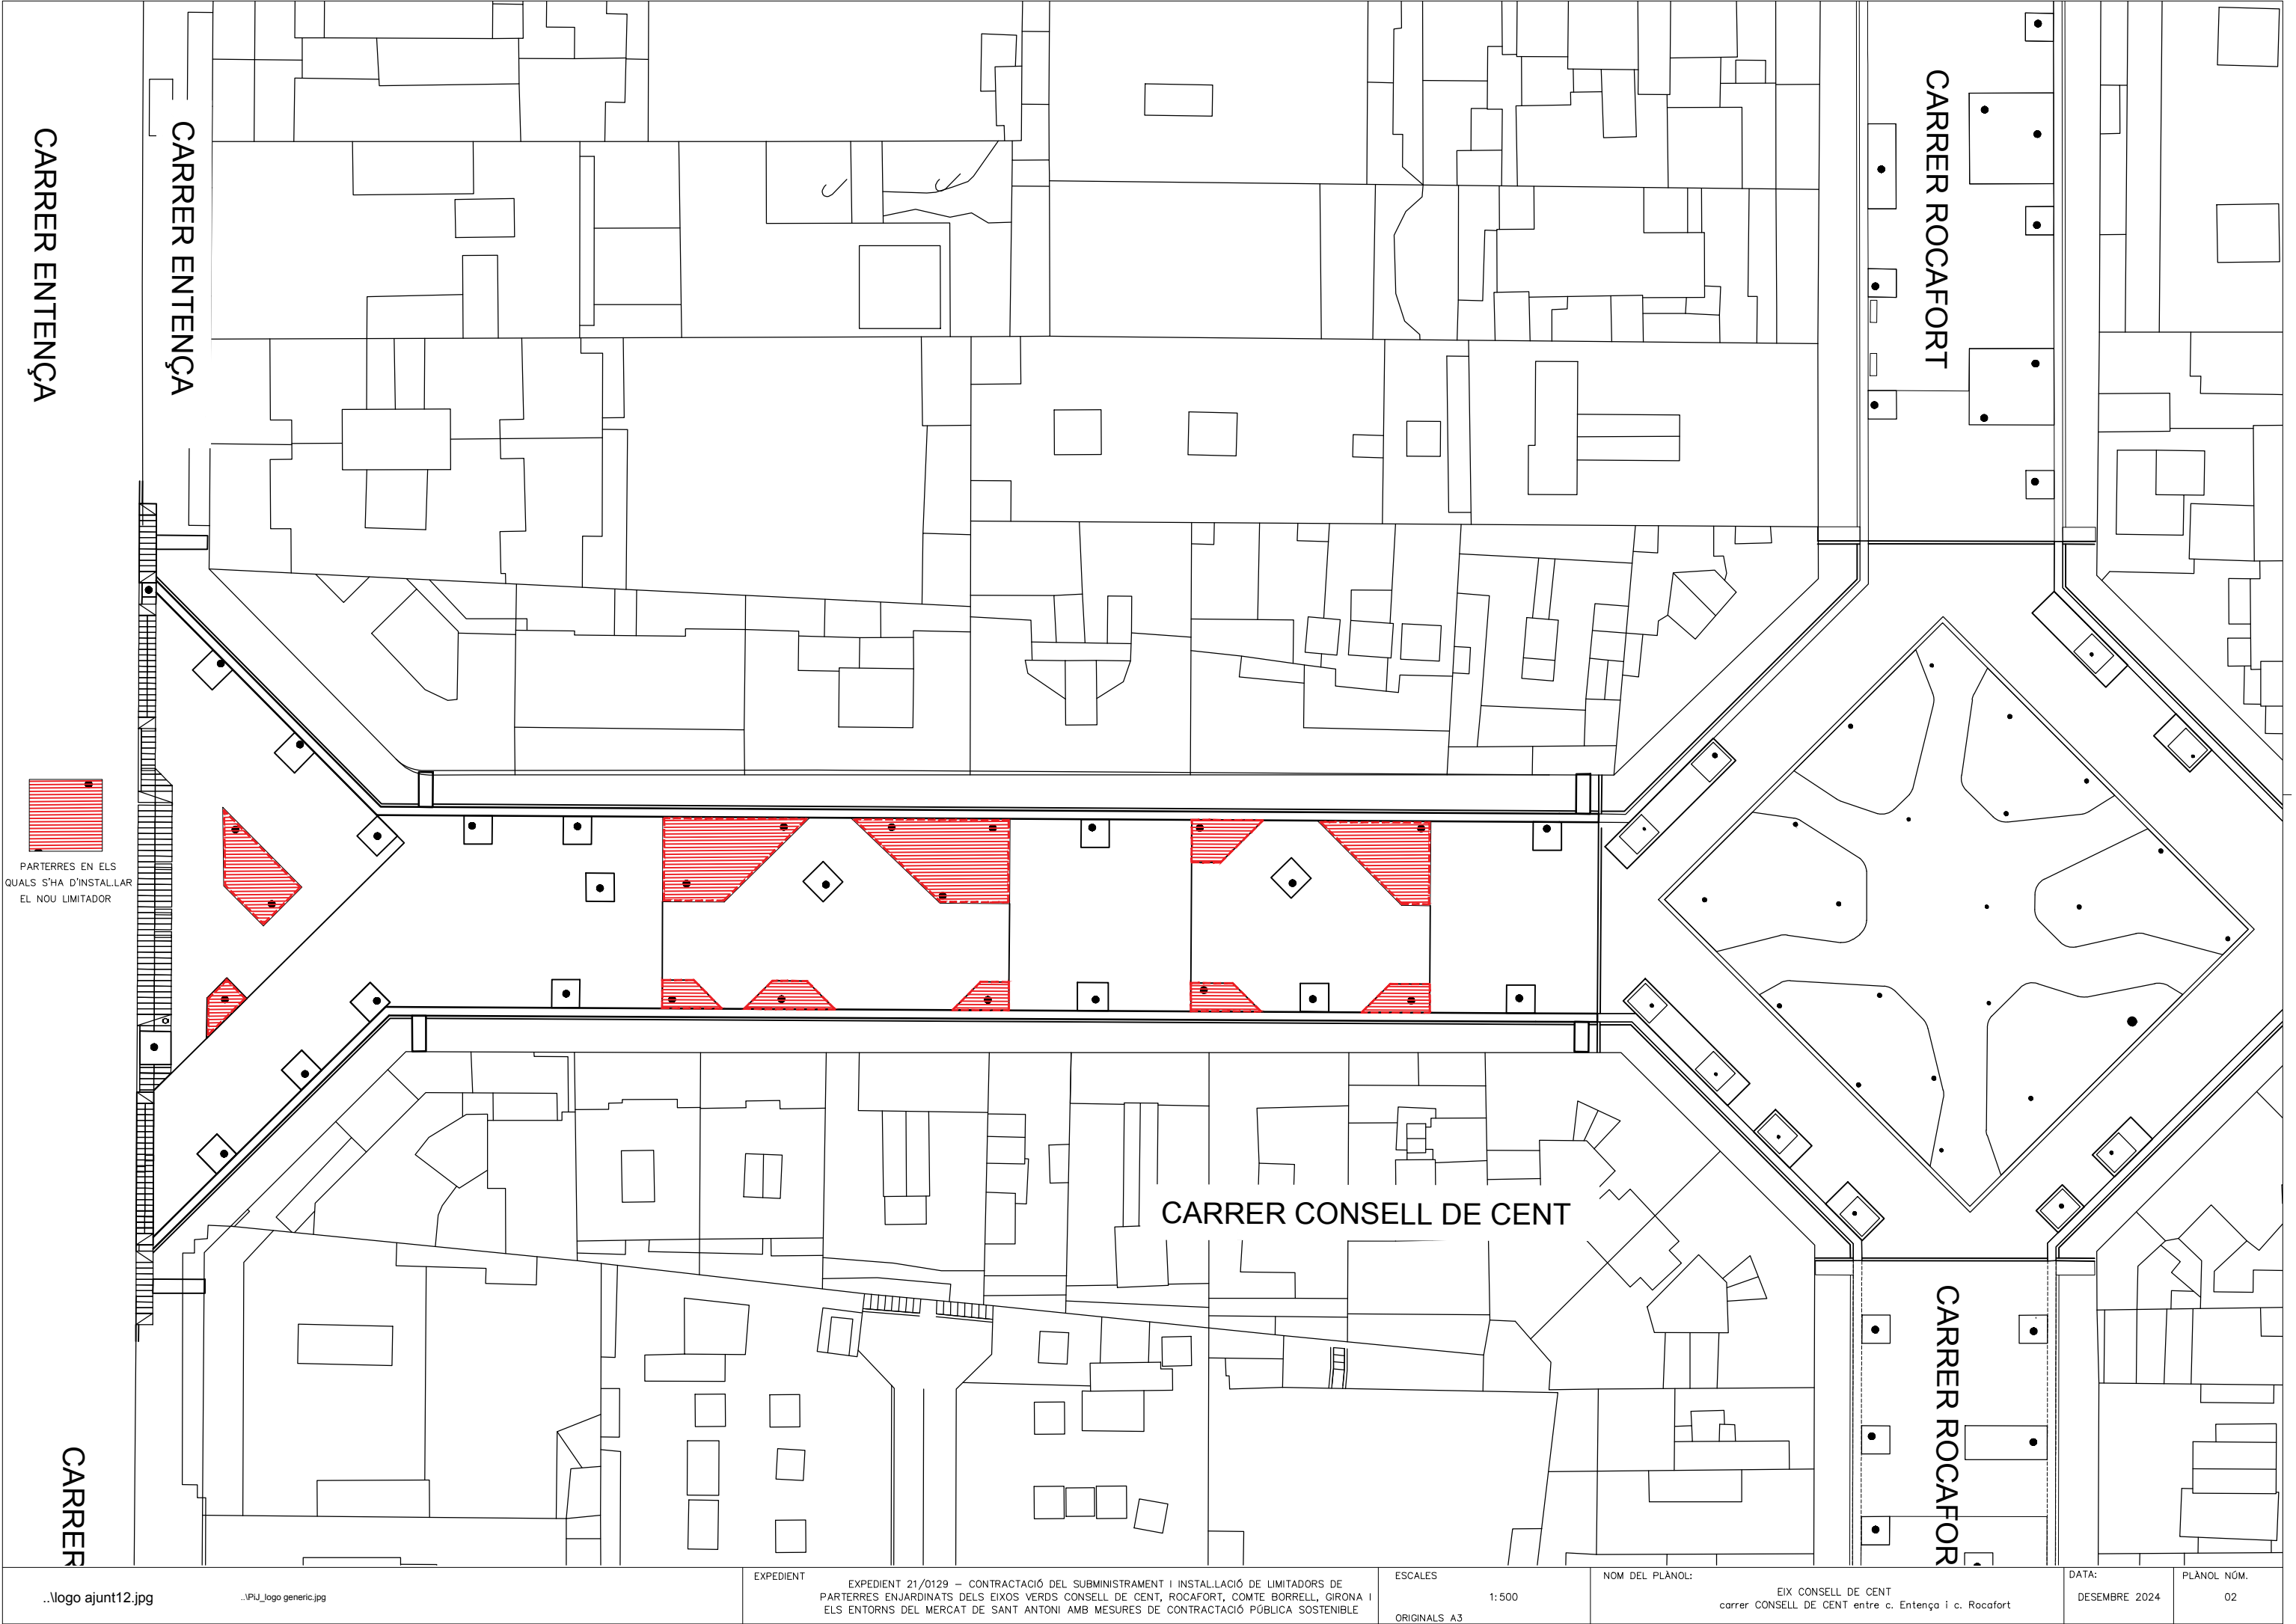 CARRER ENTENÇA
CARRER ENTENÇA
CARRER ROCAFORT
PARTERRES EN ELS
QUALS S'HA D'INSTAL.LAR
EL NOU LIMITADOR
CARRER CONSELL DE CENT
CARRER ROCAFOR
CARRER
..\logo ajunt12.jpg
..\PiJ_logo generic.jpg
EXPEDIENT
EXPEDIENT 21/0129 – CONTRACTACIÓ DEL SUBMINISTRAMENT I INSTAL.LACIÓ DE LIMITADORS DE
PARTERRES ENJARDINATS DELS EIXOS VERDS CONSELL DE CENT, ROCAFORT, COMTE BORRELL, GIRONA I
ELS ENTORNS DEL MERCAT DE SANT ANTONI AMB MESURES DE CONTRACTACIÓ PÚBLICA SOSTENIBLE
ESCALES
1:500
ORIGINALS A3
NOM DEL PLÀNOL:
EIX CONSELL DE CENT
carrer CONSELL DE CENT entre c. Entença i c. Rocafort
DATA:
DESEMBRE 2024
PLÀNOL NÚM.
02